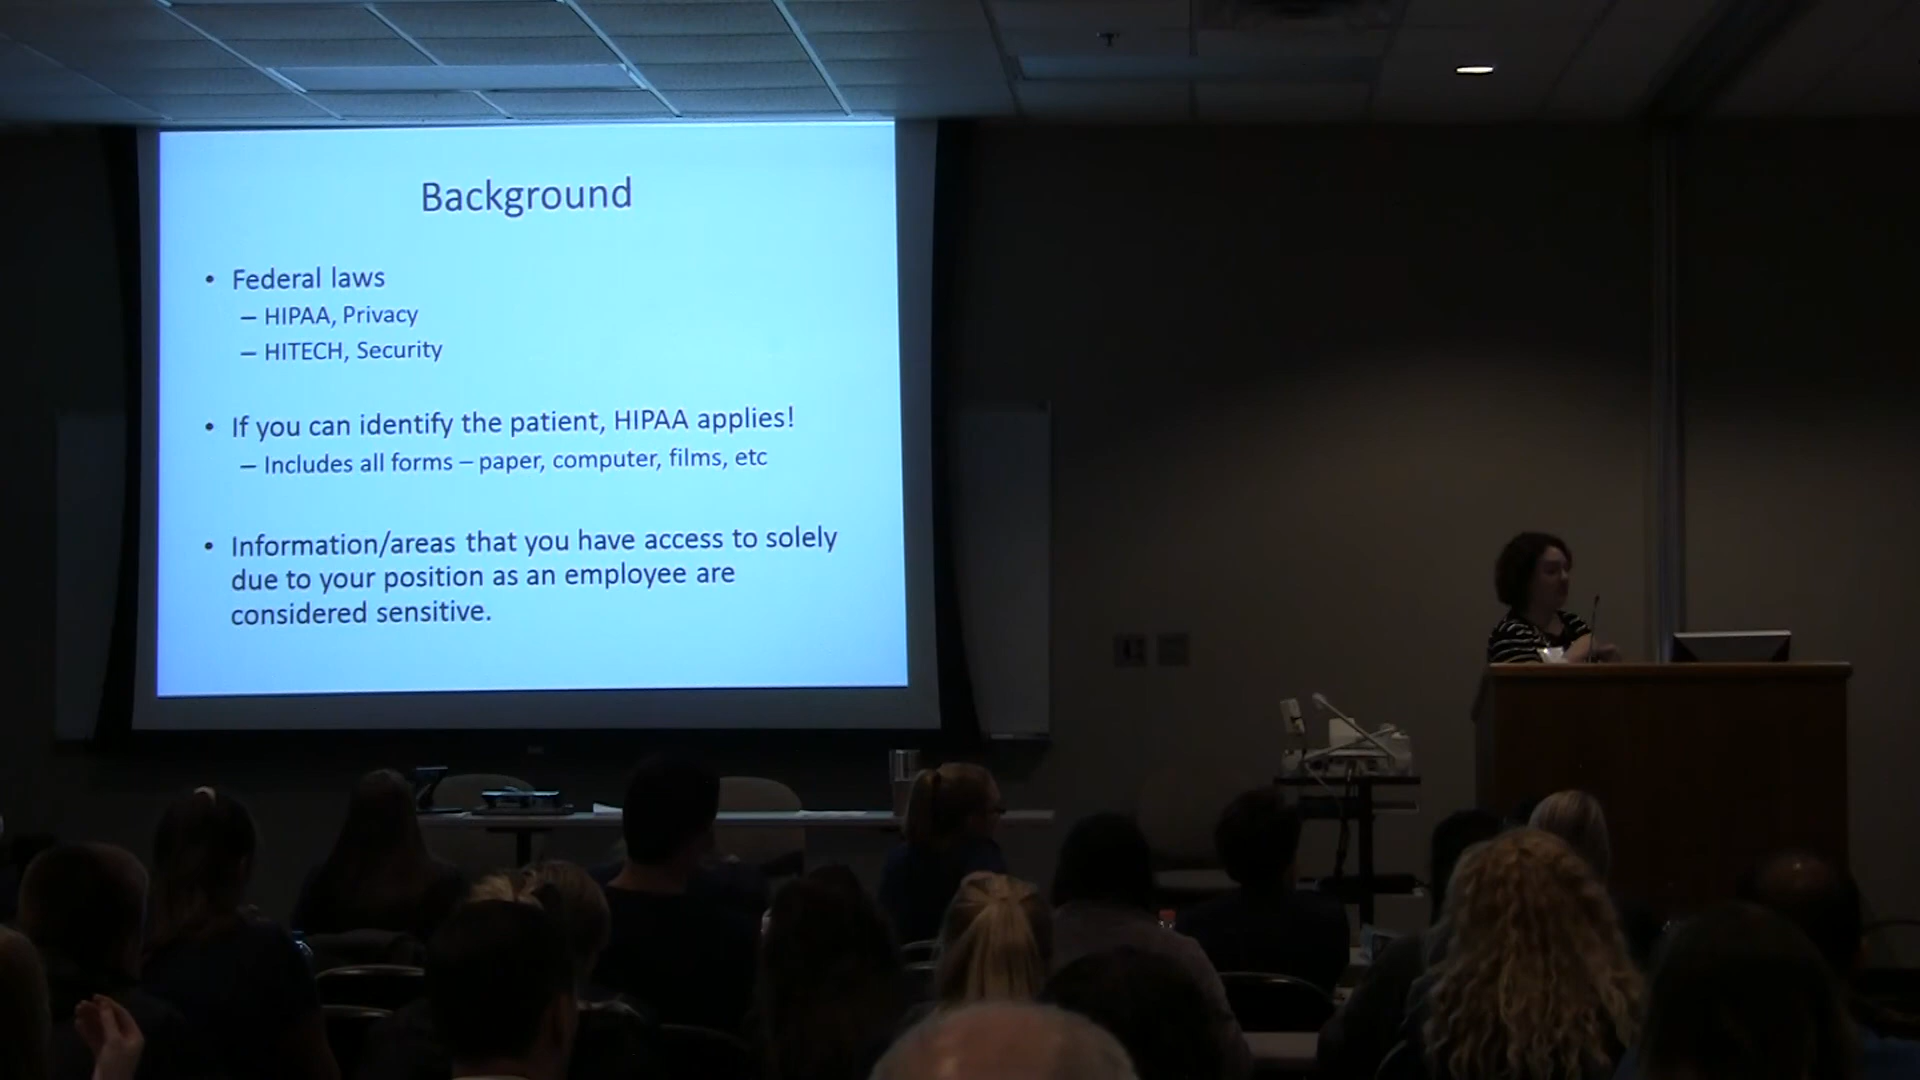 Background
• Federal laws
– HIPAA, Privacy
– HITECH, Security
• If you can identify the patient, HIPAA applies!
– Includes all forms – paper, computer, films, etc
• Information/areas that you have access to solely
due to your position as an employee are
considered sensitive.